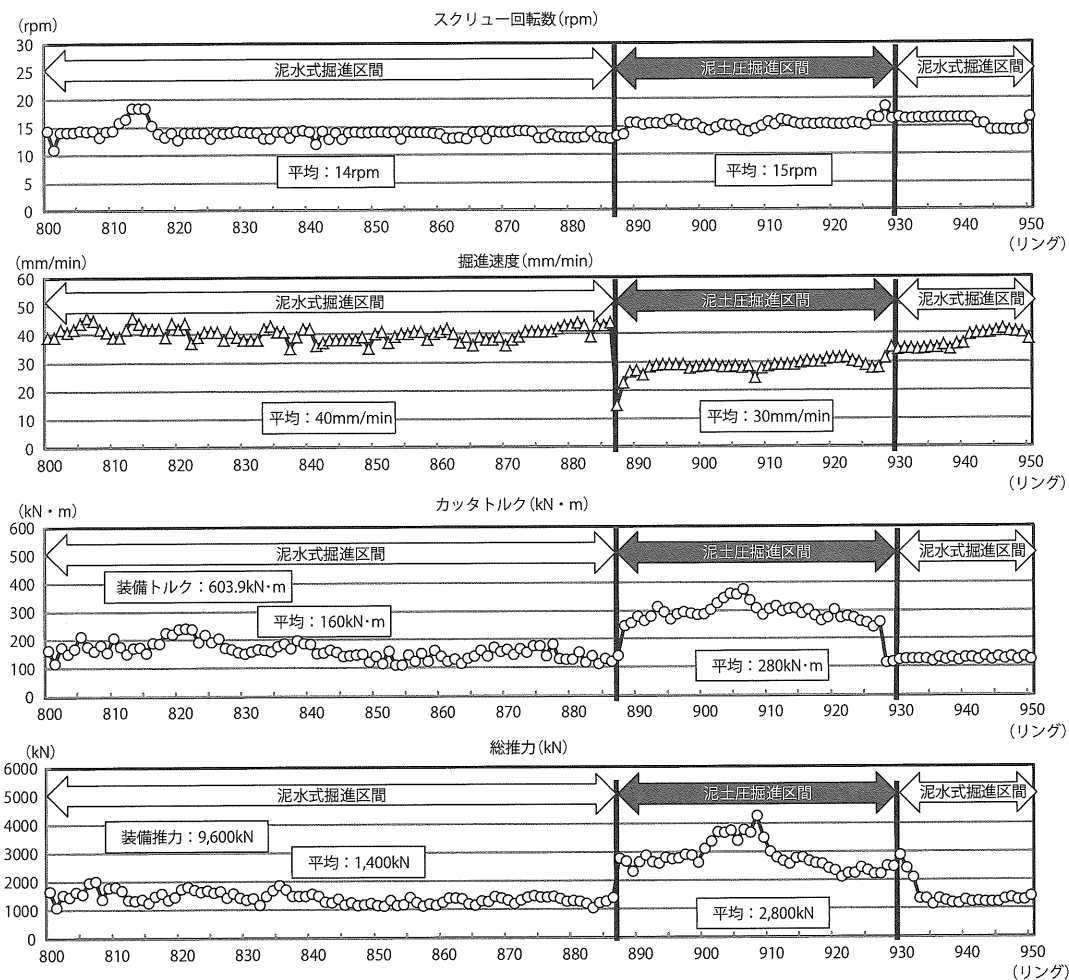 スクリュー回転数(rpm)
(rpm)
30
25
20
15
10
5
0
泥水式掘進区間
泥土圧掘進区間
泥水式掘進区間
平均：14rpm
平均：15rpm
800 810 820 830 840 850 860 870 880 890 900 910 920 930 940 950
(リング)
掘進速度(mm/min)
(mm/min)
60
50
40
30
20
10
0
泥水式掘進区間
泥土圧掘進区間
泥水式掘進区間
平均：40mm/min
平均：30mm/min
800 810 820 830 840 850 860 870 880 890 900 910 920 930 940 950
(リング)
カッタトルク(kN・m)
(kN・m)
600
500
400
300
200
100
0
泥水式掘進区間
泥土圧掘進区間
泥水式掘進区間
装備トルク：603.9kN・m
平均：160kN・m
平均：280kN・m
800 810 820 830 840 850 860 870 880 890 900 910 920 930 940 950
(リング)
総推力(kN)
(kN)
6000
5000
4000
3000
2000
1000
0
泥水式掘進区間
泥土圧掘進区間
泥水式掘進区間
装備推力：9,600kN
平均：1,400kN
平均：2,800kN
800 810 820 830 840 850 860 870 880 890 900 910 920 930 940 950
(リング)